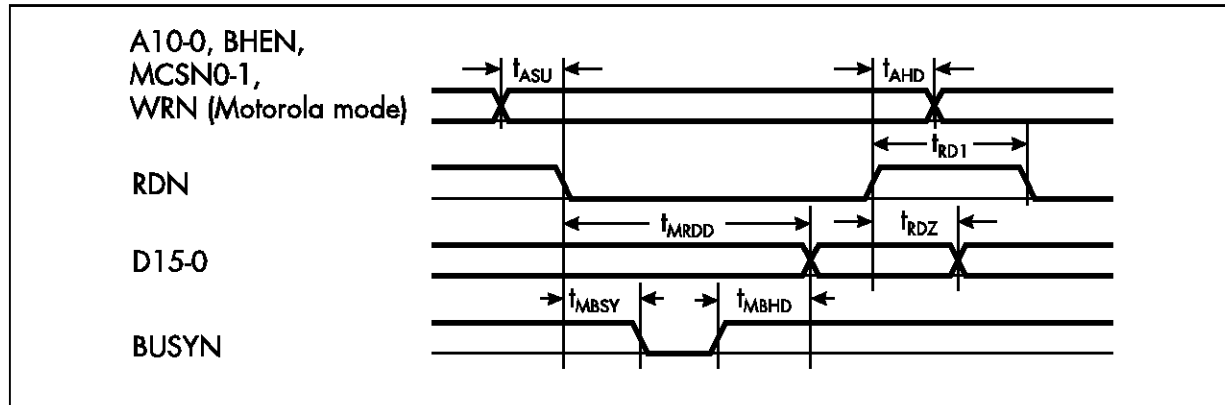 A10-0, BHEN,
MCSN0-1,
WRN (Motorola mode)
tASU
tAHD
tRD1
RDN
tMRDD
tRDZ
D15-0
tMBSY
tMBHD
BUSYN